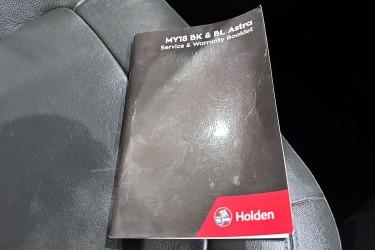 MY18 BK & BL Astra
Service & Warranty Booklet
Holden